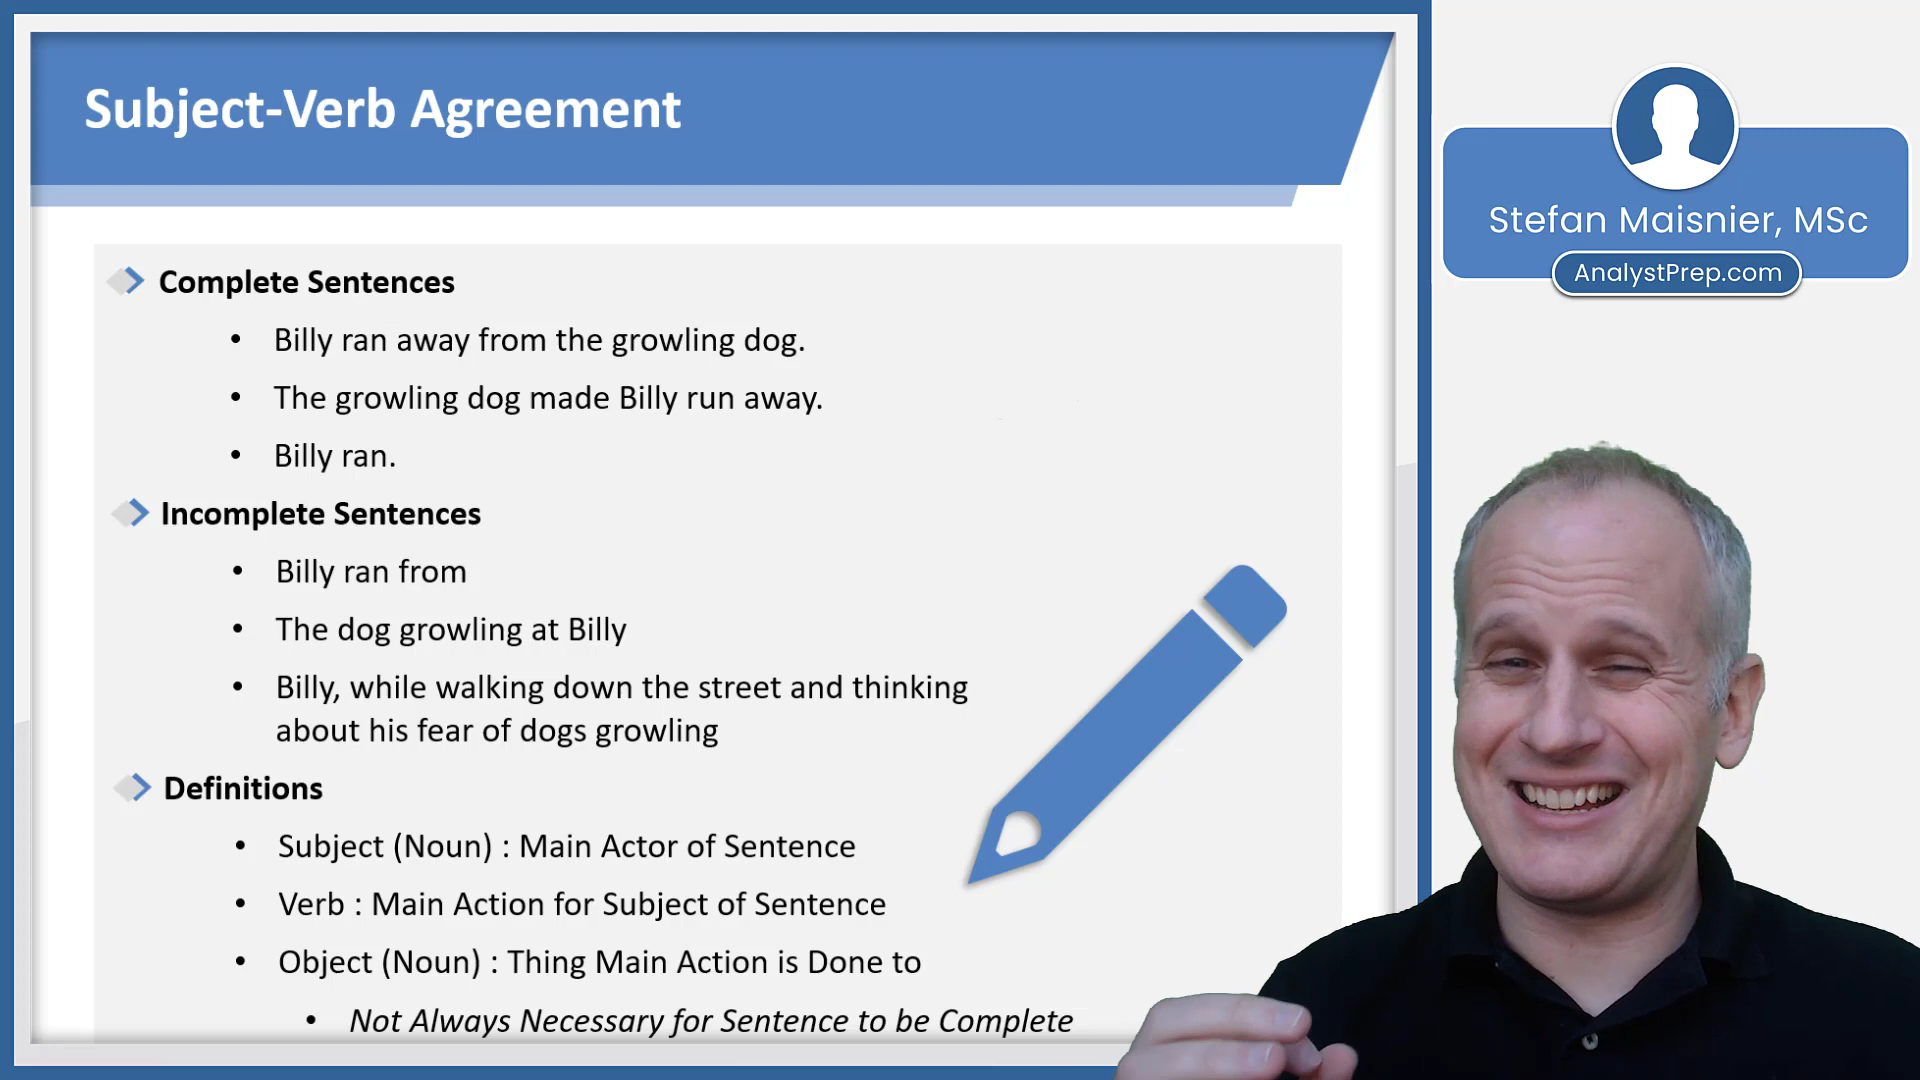 Subject-Verb Agreement
Complete Sentences
• Billy ran away from the growling dog.
• The growling dog made Billy run away.
• Billy ran.
Incomplete Sentences
• Billy ran from
• The dog growling at Billy
• Billy, while walking down the street and thinking
about his fear of dogs growling
Definitions
• Subject (Noun) : Main Actor of Sentence
• Verb : Main Action for Subject of Sentence
• Object (Noun) : Thing Main Action is Done to
• Not Always Necessary for Sentence to be Complete
Stefan Maisnier, MSc
AnalystPrep.com